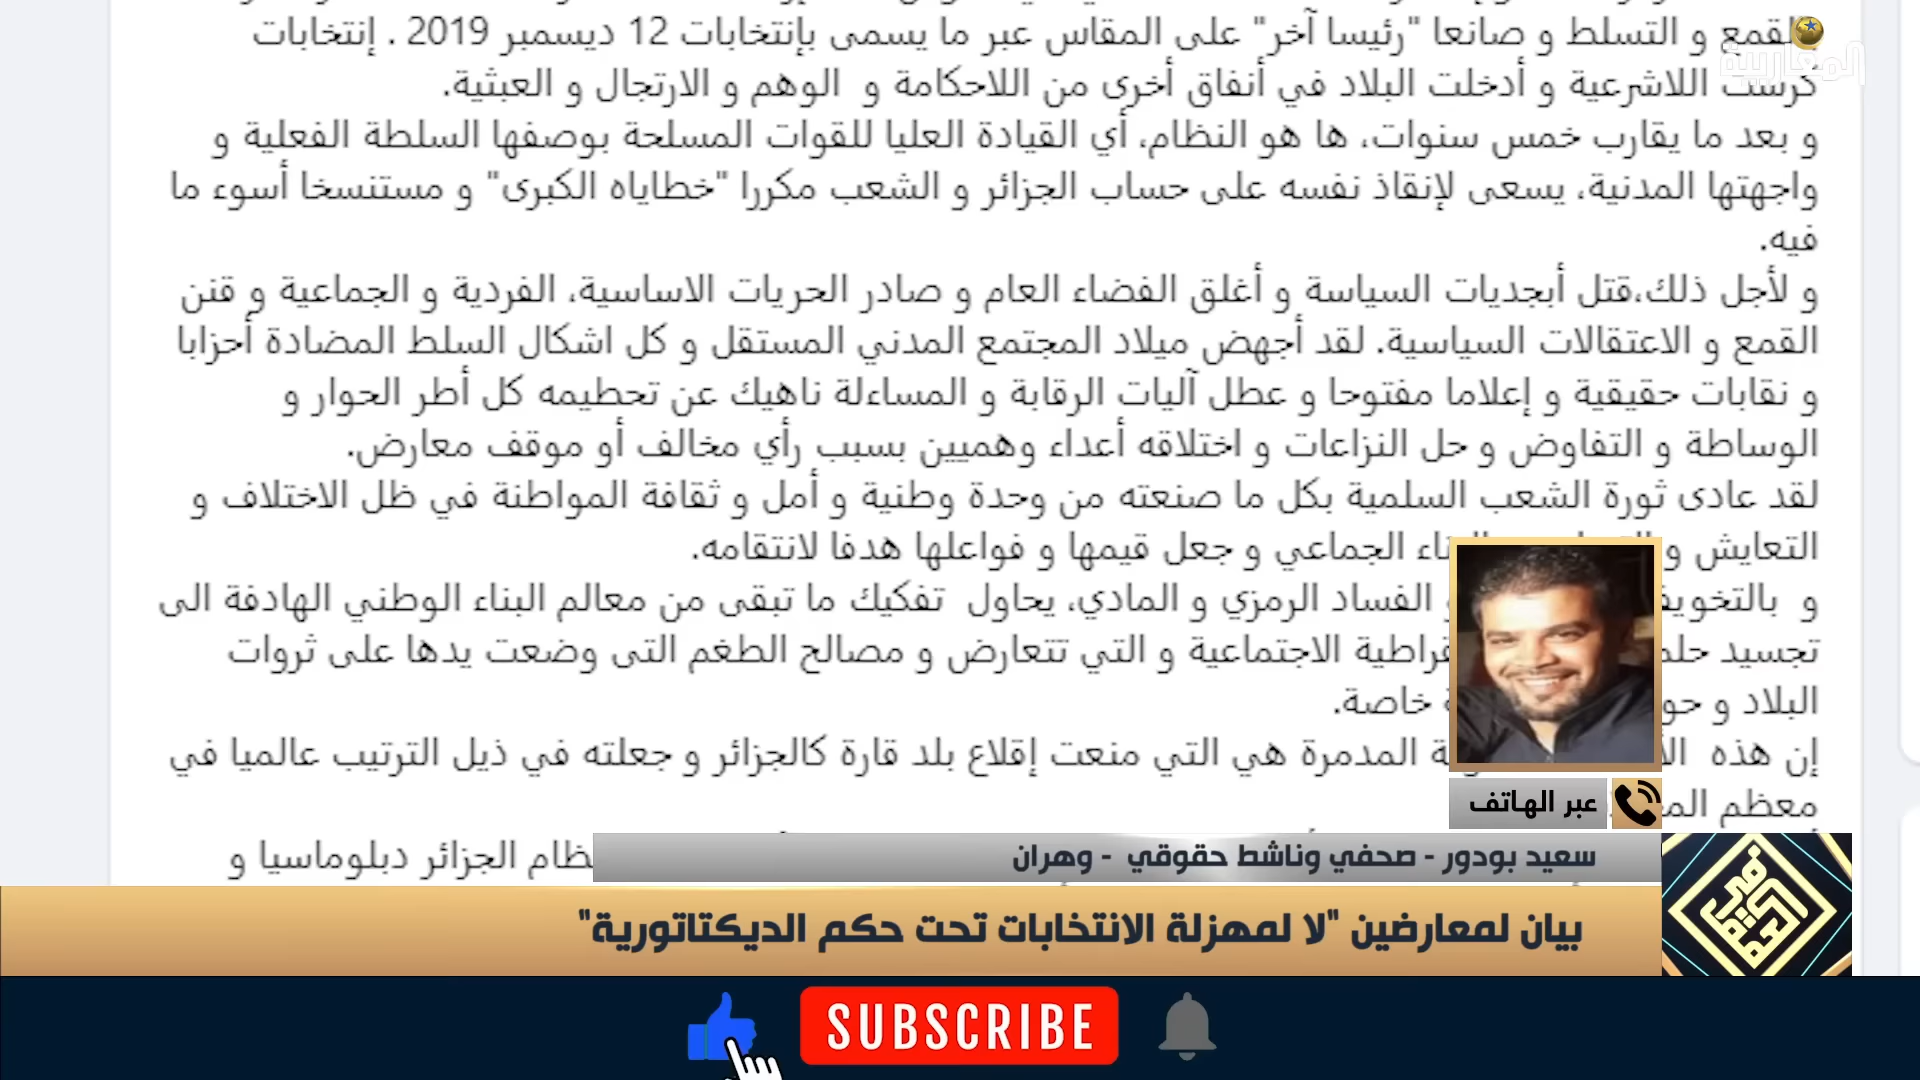 القمع و التسلط و صانعا "رئيسا آخر" على المقاس عبر ما يسمى بإنتخابات 12 ديسمبر 2019 . إنتخابات
المغاربية
كرست اللاشرعية و أدخلت البلاد في أنفاق أخرى من اللاحكامة و الوهم و الارتجال و العبثية.
و بعد ما يقارب خمس سنوات، ها هو النظام، أي القيادة العليا للقوات المسلحة بوصفها السلطة الفعلية و
واجهتها المدنية، يسعى لإنقاذ نفسه على حساب الجزائر و الشعب مكررا "خطاياه الكبرى" و مستنسخا أسوء ما
فيه.
و لأجل ذلك،قتل أبجديات السياسة و أغلق الفضاء العام و صادر الحريات الاساسية، الفردية و الجماعية و قنن
القمع و الاعتقالات السياسية. لقد أجهض ميلاد المجتمع المدني المستقل و كل اشكال السلط المضادة أحزابا
و نقابات حقيقية و إعلاما مفتوحا و عطل آليات الرقابة و المساءلة ناهيك عن تحطيمه كل أطر الحوار و
الوساطة و التفاوض و حل النزاعات و اختلاقه أعداء وهميين بسبب رأي مخالف أو موقف معارض.
لقد عادى ثورة الشعب السلمية بكل ما صنعته من وحدة وطنية و أمل و ثقافة المواطنة في ظل الاختلاف و
التعايش و الجماعي و جعل قيمها و فواعلها هدفا لانتقامه.
و الفساد الرمزي و المادي، يحاول تفكيك ما تبقى من معالم البناء الوطني الهادفة الى
تجسيد الاجتماعية و التي تتعارض و مصالح الطغم التى وضعت يدها على ثروات
البلاد و خاصة.
إن هذه المدمرة هي التي منعت إقلاع بلد قارة كالجزائر و جعلته في ذيل الترتيب عالميا في
معظم
عبر الهاتف
الجزائر دبلوماسيا و
سعيد بودور - صحفي وناشط حقوقي - وهران
بيان لمعارضين "لا لمهزلة الانتخابات تحت حكم الديكتاتورية"
في العصمة
SUBSCRIBE